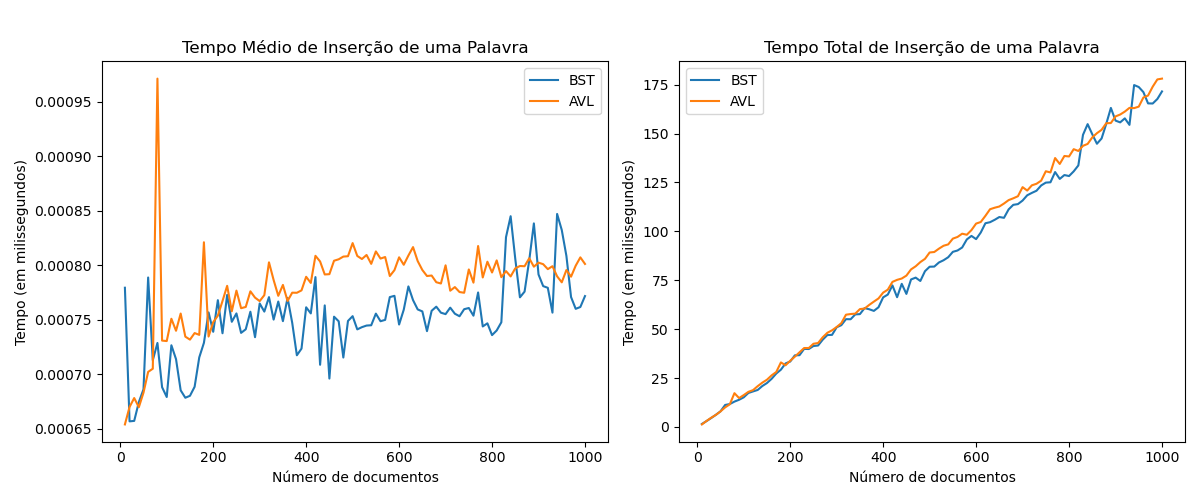 Tempo Médio de Inserção de uma Palavra
BST
AVL
0.00095
0.00090
0.00085
0.00080
0.00075
0.00070
0.00065
Tempo (em milissegundos)
0 200 400 600 800 1000
Número de documentos
Tempo Total de Inserção de uma Palavra
BST
AVL
175
150
125
100
75
50
25
0
Tempo (em milissegundos)
0 200 400 600 800 1000
Número de documentos